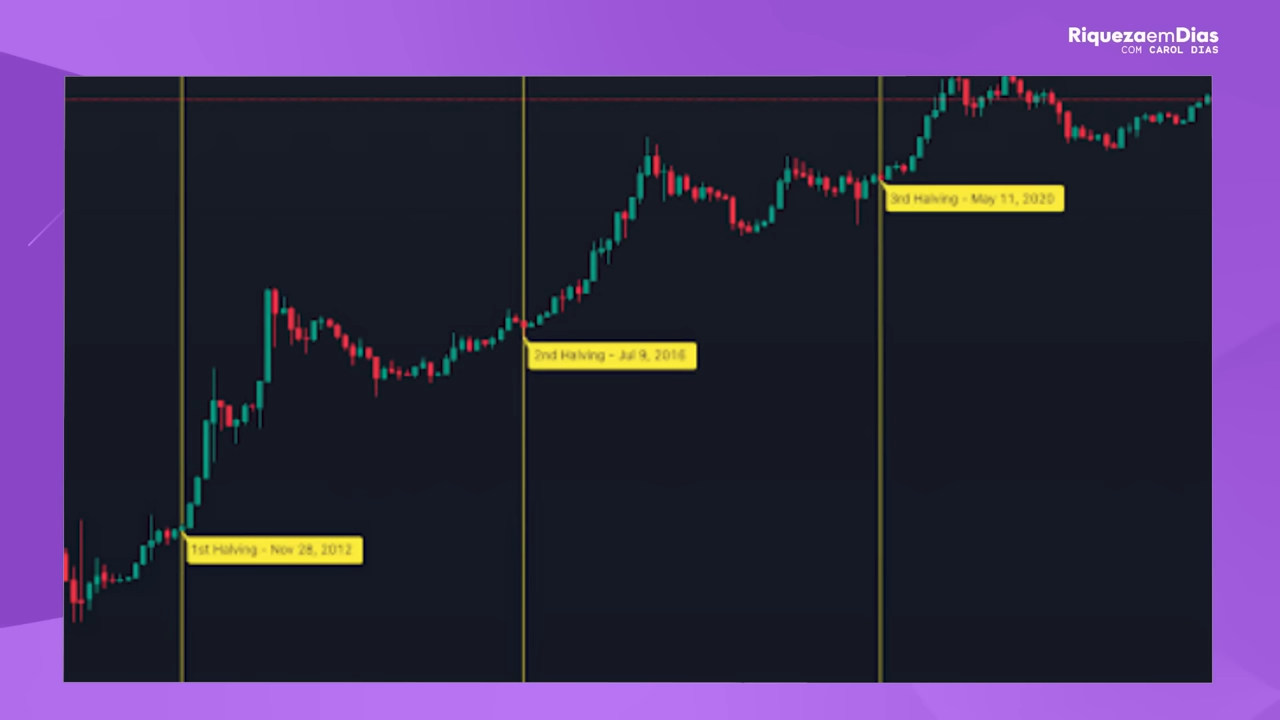 RiquezaemDias
COM CAROL DIAS
3rd Halving - May 11, 2020
2nd Halving - Jul 9, 2016
1st Halving - Nov 28, 2012